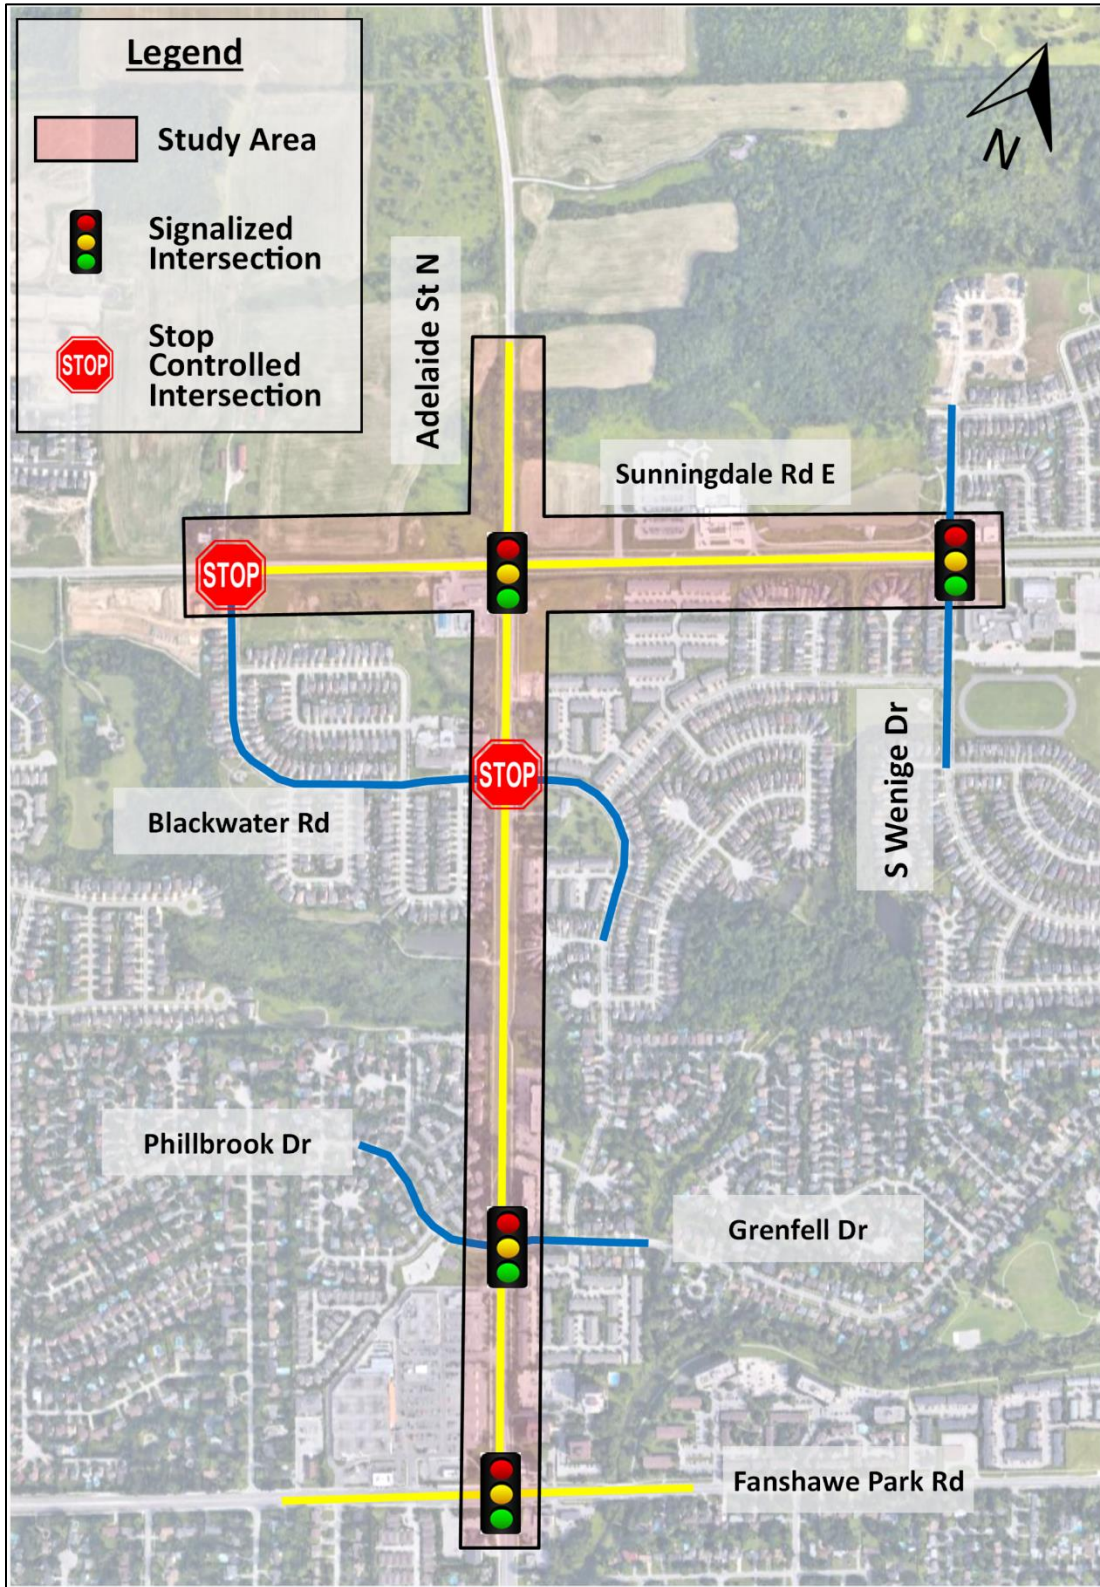 Legend
Study Area
Signalized
Intersection
Stop
Controlled
Intersection
STOP
N
Adelaide St N
Sunningdale Rd E
STOP
S Wenige Dr
STOP
Blackwater Rd
Phillbrook Dr
Grenfell Dr
Fanshawe Park Rd